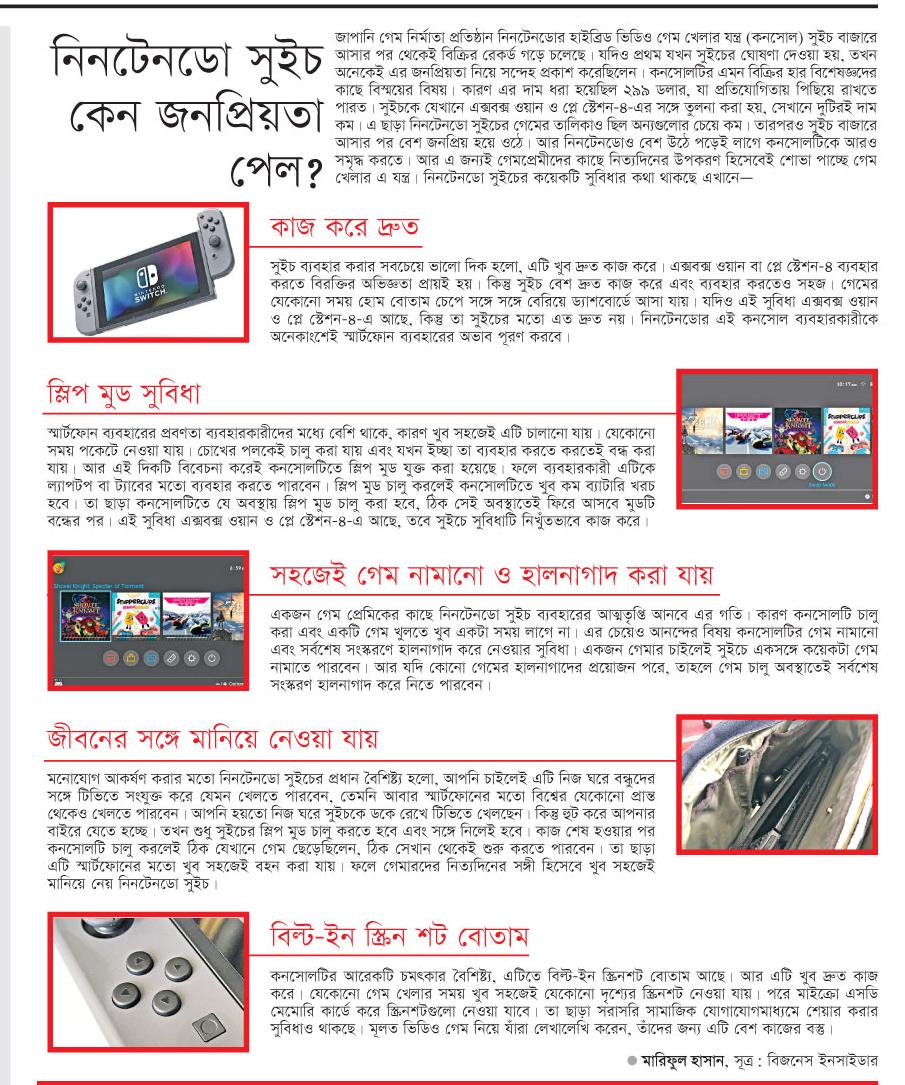 নিনটেনডো সুইচ
কেন জনপ্রিয়তা
পেল?
জাপানি গেম নির্মাতা প্রতিষ্ঠান নিনটেনডোর হাইব্রিড ভিডিও গেম খেলার যন্ত্র (কনসোল) সুইচ বাজারে
আসার পর থেকেই বিক্রির রেকর্ড গড়ে চলেছে। যদিও প্রথম যখন সুইচের ঘোষণা দেওয়া হয়, তখন
অনেকেই এর জনপ্রিয়তা নিয়ে সন্দেহ প্রকাশ করেছিলেন। কনসোলটির এমন বিক্রির হার বিশেষজ্ঞদের
কাছে বিস্ময়ের বিষয়। কারণ এর দাম ধরা হয়েছিল ২৯৯ ডলার, যা প্রতিযোগিতায় পিছিয়ে রাখতে
পারত। সুইচকে যেখানে এক্সবক্স ওয়ান ও প্লে স্টেশন-৪-এর সঙ্গে তুলনা করা হয়, সেখানে দুটিরই দাম
কম। এ ছাড়া নিনটেনডো সুইচের গেমের তালিকাও ছিল অন্যগুলোর চেয়ে কম। তারপরও সুইচ বাজারে
আসার পর বেশ জনপ্রিয় হয়ে ওঠে। আর নিনটেনডোও বেশ উঠে পড়েই লাগে কনসোলটিকে আরও
সমৃদ্ধ করতে। আর এ জন্যই গেমপ্রেমীদের কাছে নিত্যদিনের উপকরণ হিসেবেই শোভা পাচ্ছে গেম
খেলার এ যন্ত্র। নিনটেনডো সুইচের কয়েকটি সুবিধার কথা থাকছে এখানে—
NINTENDO
SWITCH
কাজ করে দ্রুত
সুইচ ব্যবহার করার সবচেয়ে ভালো দিক হলো, এটি খুব দ্রুত কাজ করে। এক্সবক্স ওয়ান বা প্লে স্টেশন-৪ ব্যবহার
করতে বিরক্তির অভিজ্ঞতা প্রায়ই হয়। কিন্তু সুইচ বেশ দ্রুত কাজ করে এবং ব্যবহার করতেও সহজ। গেমের
যেকোনো সময় হোম বোতাম চেপে সঙ্গে সঙ্গে বেরিয়ে ড্যাশবোর্ডে আসা যায়। যদিও এই সুবিধা এক্সবক্স ওয়ান
ও প্লে স্টেশন-৪-এ আছে, কিন্তু তা সুইচের মতো এত দ্রুত নয়। নিনটেনডোর এই কনসোল ব্যবহারকারীকে
অনেকাংশেই স্মার্টফোন ব্যবহারের অভাব পূরণ করবে।
স্লিপ মুড সুবিধা
স্মার্টফোন ব্যবহারের প্রবণতা ব্যবহারকারীদের মধ্যে বেশি থাকে, কারণ খুব সহজেই এটি চালানো যায়। যেকোনো
সময় পকেটে নেওয়া যায়। চোখের পলকেই চালু করা যায় এবং যখন ইচ্ছা তা ব্যবহার করতে করতেই বন্ধ করা
যায়। আর এই দিকটি বিবেচনা করেই কনসোলটিতে স্লিপ মুড যুক্ত করা হয়েছে। ফলে ব্যবহারকারী এটিকে
ল্যাপটপ বা ট্যাবের মতো ব্যবহার করতে পারবেন। স্লিপ মুড চালু করলেই কনসোলটিতে খুব কম ব্যাটারি খরচ
হবে। তা ছাড়া কনসোলটিতে যে অবস্থায় স্লিপ মুড চালু করা হবে, ঠিক সেই অবস্থাতেই ফিরে আসবে মুডটি
বন্ধের পর। এই সুবিধা এক্সবক্স ওয়ান ও প্লে স্টেশন-৪-এ আছে, তবে সুইচে সুবিধাটি নিখুঁতভাবে কাজ করে।
10:17
ZELDA
SHOVEL KNIGHT
SNIPPERCLIPS
Sleep Mode
সহজেই গেম নামানো ও হালনাগাদ করা যায়
6:59
Shovel Knight: Specter of Torment
SHOVEL KNIGHT
SNIPPERCLIPS
একজন গেম প্রেমিকের কাছে নিনটেনডো সুইচ ব্যবহারের আত্মতৃপ্তি আনবে এর গতি। কারণ কনসোলটি চালু
করা এবং একটি গেম খুলতে খুব একটা সময় লাগে না। এর চেয়েও আনন্দের বিষয় কনসোলটির গেম নামানো
এবং সর্বশেষ সংস্করণে হালনাগাদ করে নেওয়ার সুবিধা। একজন গেমার চাইলেই সুইচে একসঙ্গে কয়েকটা গেম
নামাতে পারবেন। আর যদি কোনো গেমের হালনাগাদের প্রয়োজন পরে, তাহলে গেম চালু অবস্থাতেই সর্বশেষ
সংস্করণ হালনাগাদ করে নিতে পারবেন।
জীবনের সঙ্গে মানিয়ে নেওয়া যায়
মনোযোগ আকর্ষণ করার মতো নিনটেনডো সুইচের প্রধান বৈশিষ্ট্য হলো, আপনি চাইলেই এটি নিজ ঘরে বন্ধুদের
সঙ্গে টিভিতে সংযুক্ত করে যেমন খেলতে পারবেন, তেমনি আবার স্মার্টফোনের মতো বিশ্বের যেকোনো প্রান্ত
থেকেও খেলতে পারবেন। আপনি হয়তো নিজ ঘরে সুইচকে ডকে রেখে টিভিতে খেলছেন। কিন্তু হুট করে আপনার
বাইরে যেতে হচ্ছে। তখন শুধু সুইচের স্লিপ মুড চালু করতে হবে এবং সঙ্গে নিলেই হবে। কাজ শেষ হওয়ার পর
কনসোলটি চালু করলেই ঠিক যেখানে গেম ছেড়েছিলেন, ঠিক সেখান থেকেই শুরু করতে পারবেন। তা ছাড়া
এটি স্মার্টফোনের মতো খুব সহজেই বহন করা যায়। ফলে গেমারদের নিত্যদিনের সঙ্গী হিসেবে খুব সহজেই
মানিয়ে নেয় নিনটেনডো সুইচ।
বিল্ট-ইন স্ক্রিন শট বোতাম
কনসোলটির আরেকটি চমৎকার বৈশিষ্ট্য, এটিতে বিল্ট-ইন স্ক্রিনশট বোতাম আছে। আর এটি খুব দ্রুত কাজ
করে। যেকোনো গেম খেলার সময় খুব সহজেই যেকোনো দৃশ্যের স্ক্রিনশট নেওয়া যায়। পরে মাইক্রো এসডি
মেমোরি কার্ডে করে স্ক্রিনশটগুলো নেওয়া যাবে। তা ছাড়া সরাসরি সামাজিক যোগাযোগমাধ্যমে শেয়ার করার
সুবিধাও থাকছে। মূলত ভিডিও গেম নিয়ে যাঁরা লেখালেখি করেন, তাঁদের জন্য এটি বেশ কাজের বস্তু।
● মারিফুল হাসান, সূত্র : বিজনেস ইনসাইডার